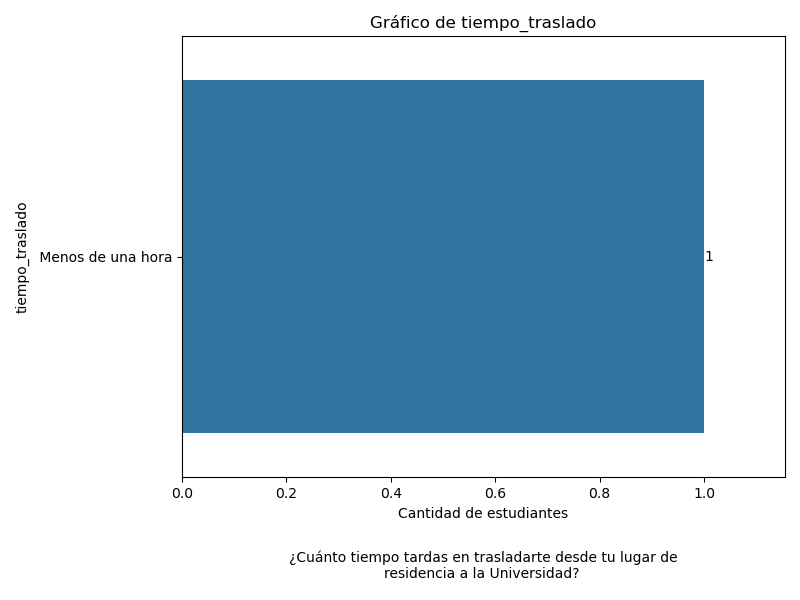 Gráfico de tiempo_traslado
tiempo_traslado
Menos de una hora
1
0.0 0.2 0.4 0.6 0.8 1.0
Cantidad de estudiantes
¿Cuánto tiempo tardas en trasladarte desde tu lugar de
residencia a la Universidad?